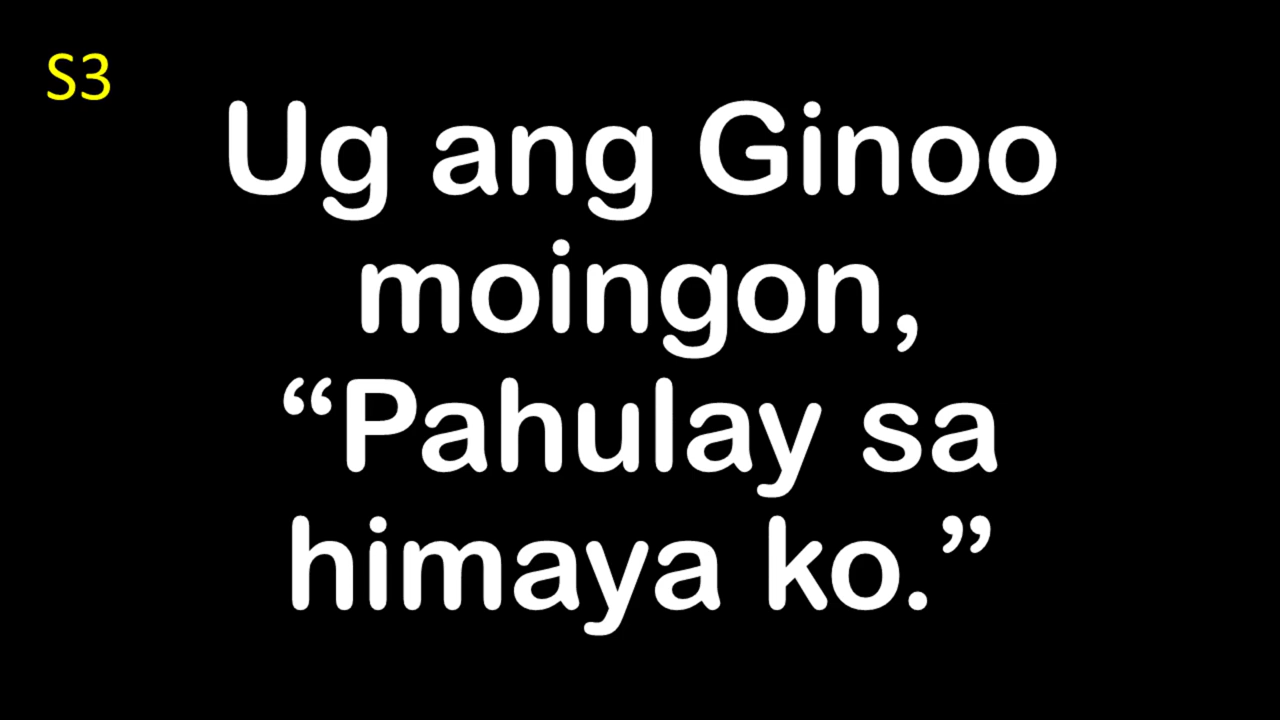 S3
Ug ang Ginoo
moingon,
“Pahulay sa
himaya ko.”